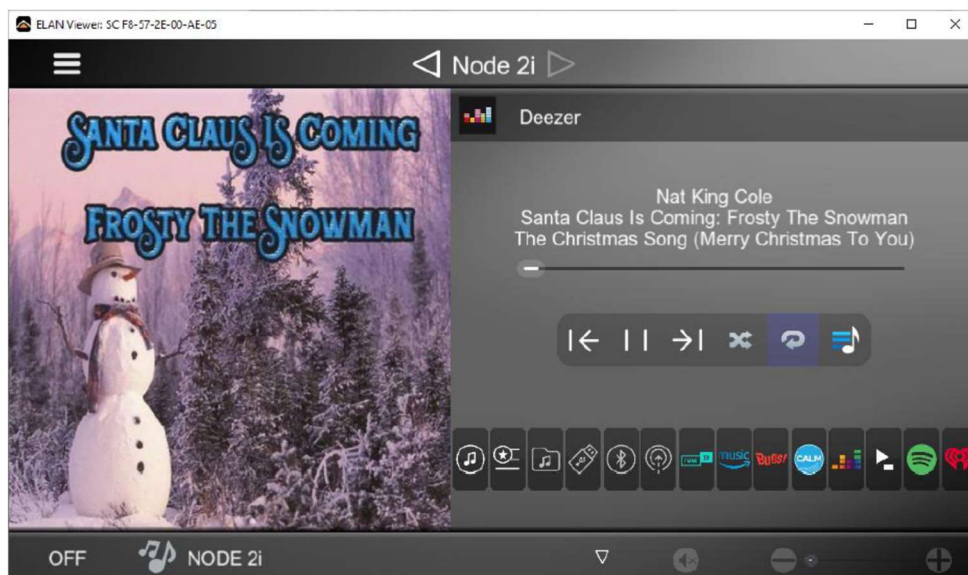 ELAN Viewer: SC F8-57-2E-00-AE-05
Node 2i
SANTA CLAUS IS COMING
FROSTY THE SNOWMAN
Deezer
Nat King Cole
Santa Claus Is Coming: Frosty The Snowman
The Christmas Song (Merry Christmas To You)
music
Bugs!
CALM
OFF
NODE 2i